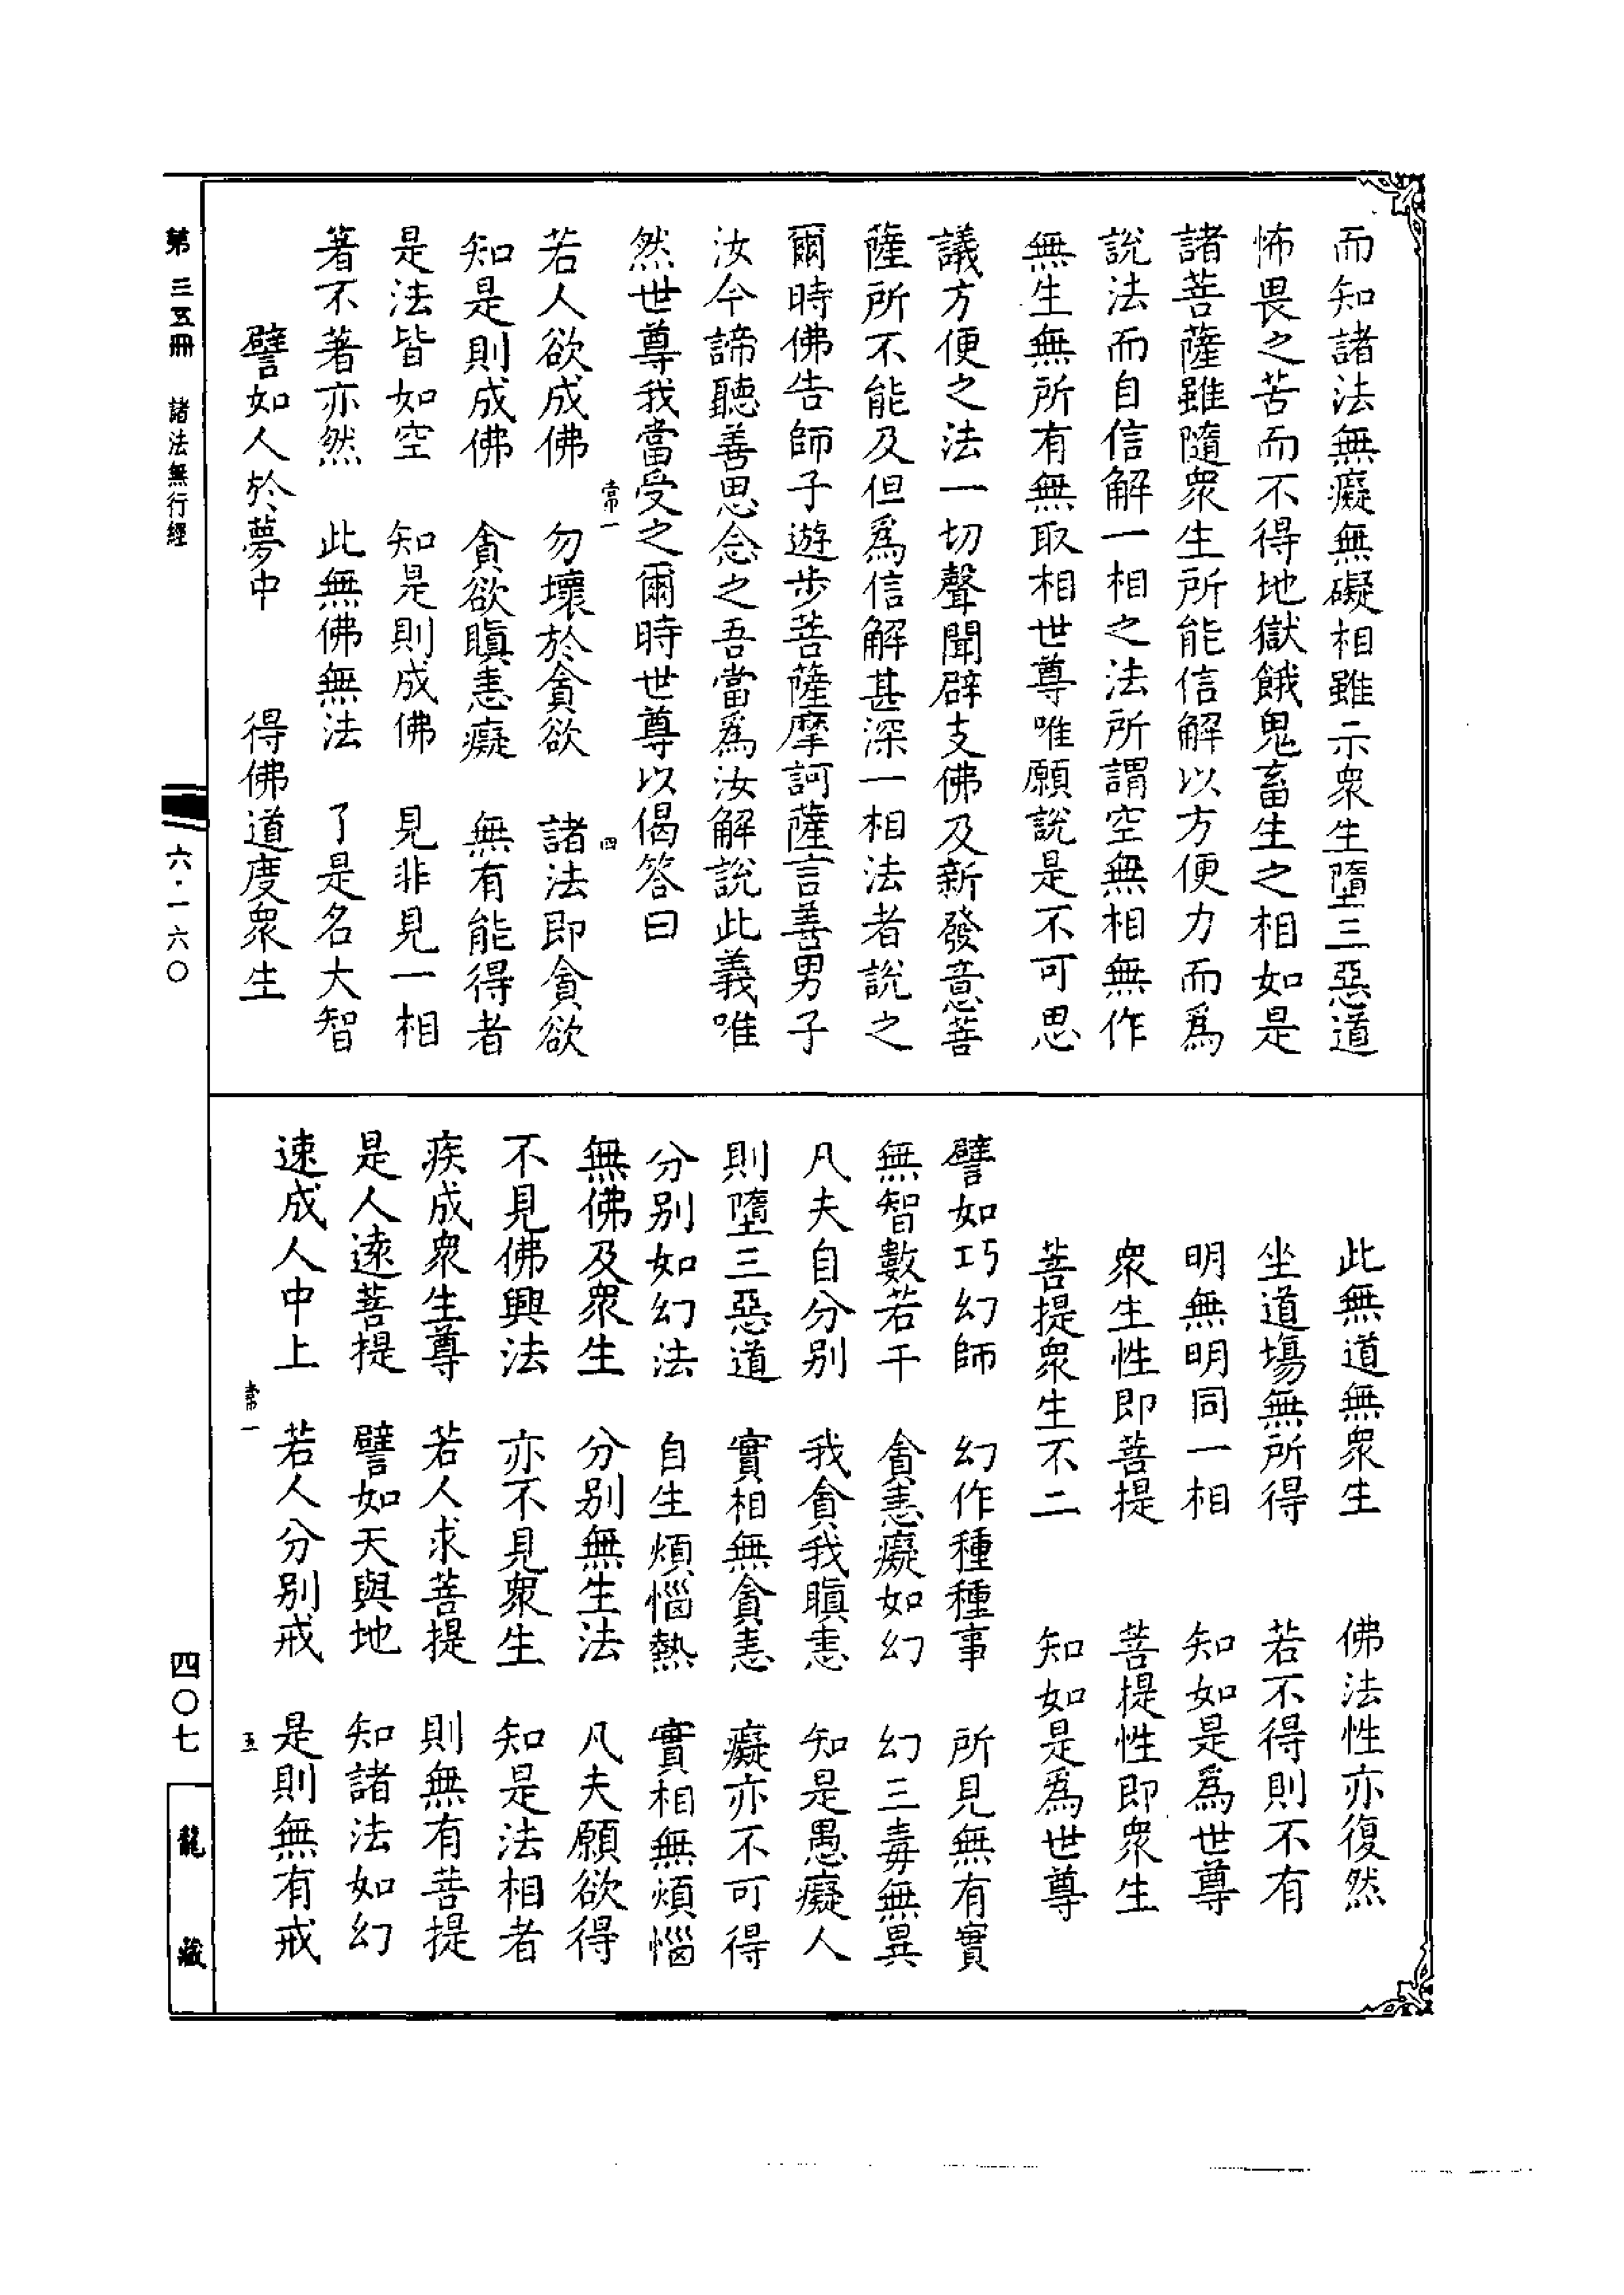 而知諸法無癡無礙相雖示衆生墮三惡道
怖畏之苦而不得地獄餓鬼畜生之相如是
諸菩薩雖隨衆生所能信解以方便力而爲
說法而自信解一相之法所謂空無相無作
無生無所有無取相世尊唯願說是不可思
議方便之法一切聲聞辟支佛及新發意菩
薩所不能及但爲信解甚深一相法者說之
爾時佛告師子遊步菩薩摩訶薩言善男子
汝今諦聽善思念之吾當爲汝解說此義唯
然世尊我當受之爾時世尊以偈答曰
常一 四
若人欲成佛 勿壞於貪欲 諸法即貪欲
知是則成佛 貪欲瞋恚癡 無有能得者
是法皆如空 知是則成佛 見非見一相
著不著亦然 此無佛無法 了是名大智
譬如人於夢中 得佛道度衆生
此無道無衆生 佛法性亦復然
坐道場無所得 若不得則不有
明無明同一相 知如是爲世尊
衆生性即菩提 菩提性即衆生
菩提衆生不二 知如是爲世尊
譬如巧幻師 幻作種種事 所見無有實
無智數若干 貪恚癡如幻 幻三毒無異
凡夫自分別 我貪我瞋恚 知是愚癡人
則墮三惡道 實相無貪恚 癡亦不可得
分別如幻法 自生煩惱熱 實相無煩惱
無佛及衆生 分別無生法 凡夫願欲得
不見佛與法 亦不見衆生 知是法相者
疾成衆生尊 若人求菩提 則無有菩提
是人遠菩提 譬如天與地 知諸法如幻
速成人中上 若人分別戒 是則無有戒
常一 五
第三五冊 諸法無行經 六·一六〇 四〇七 龍藏